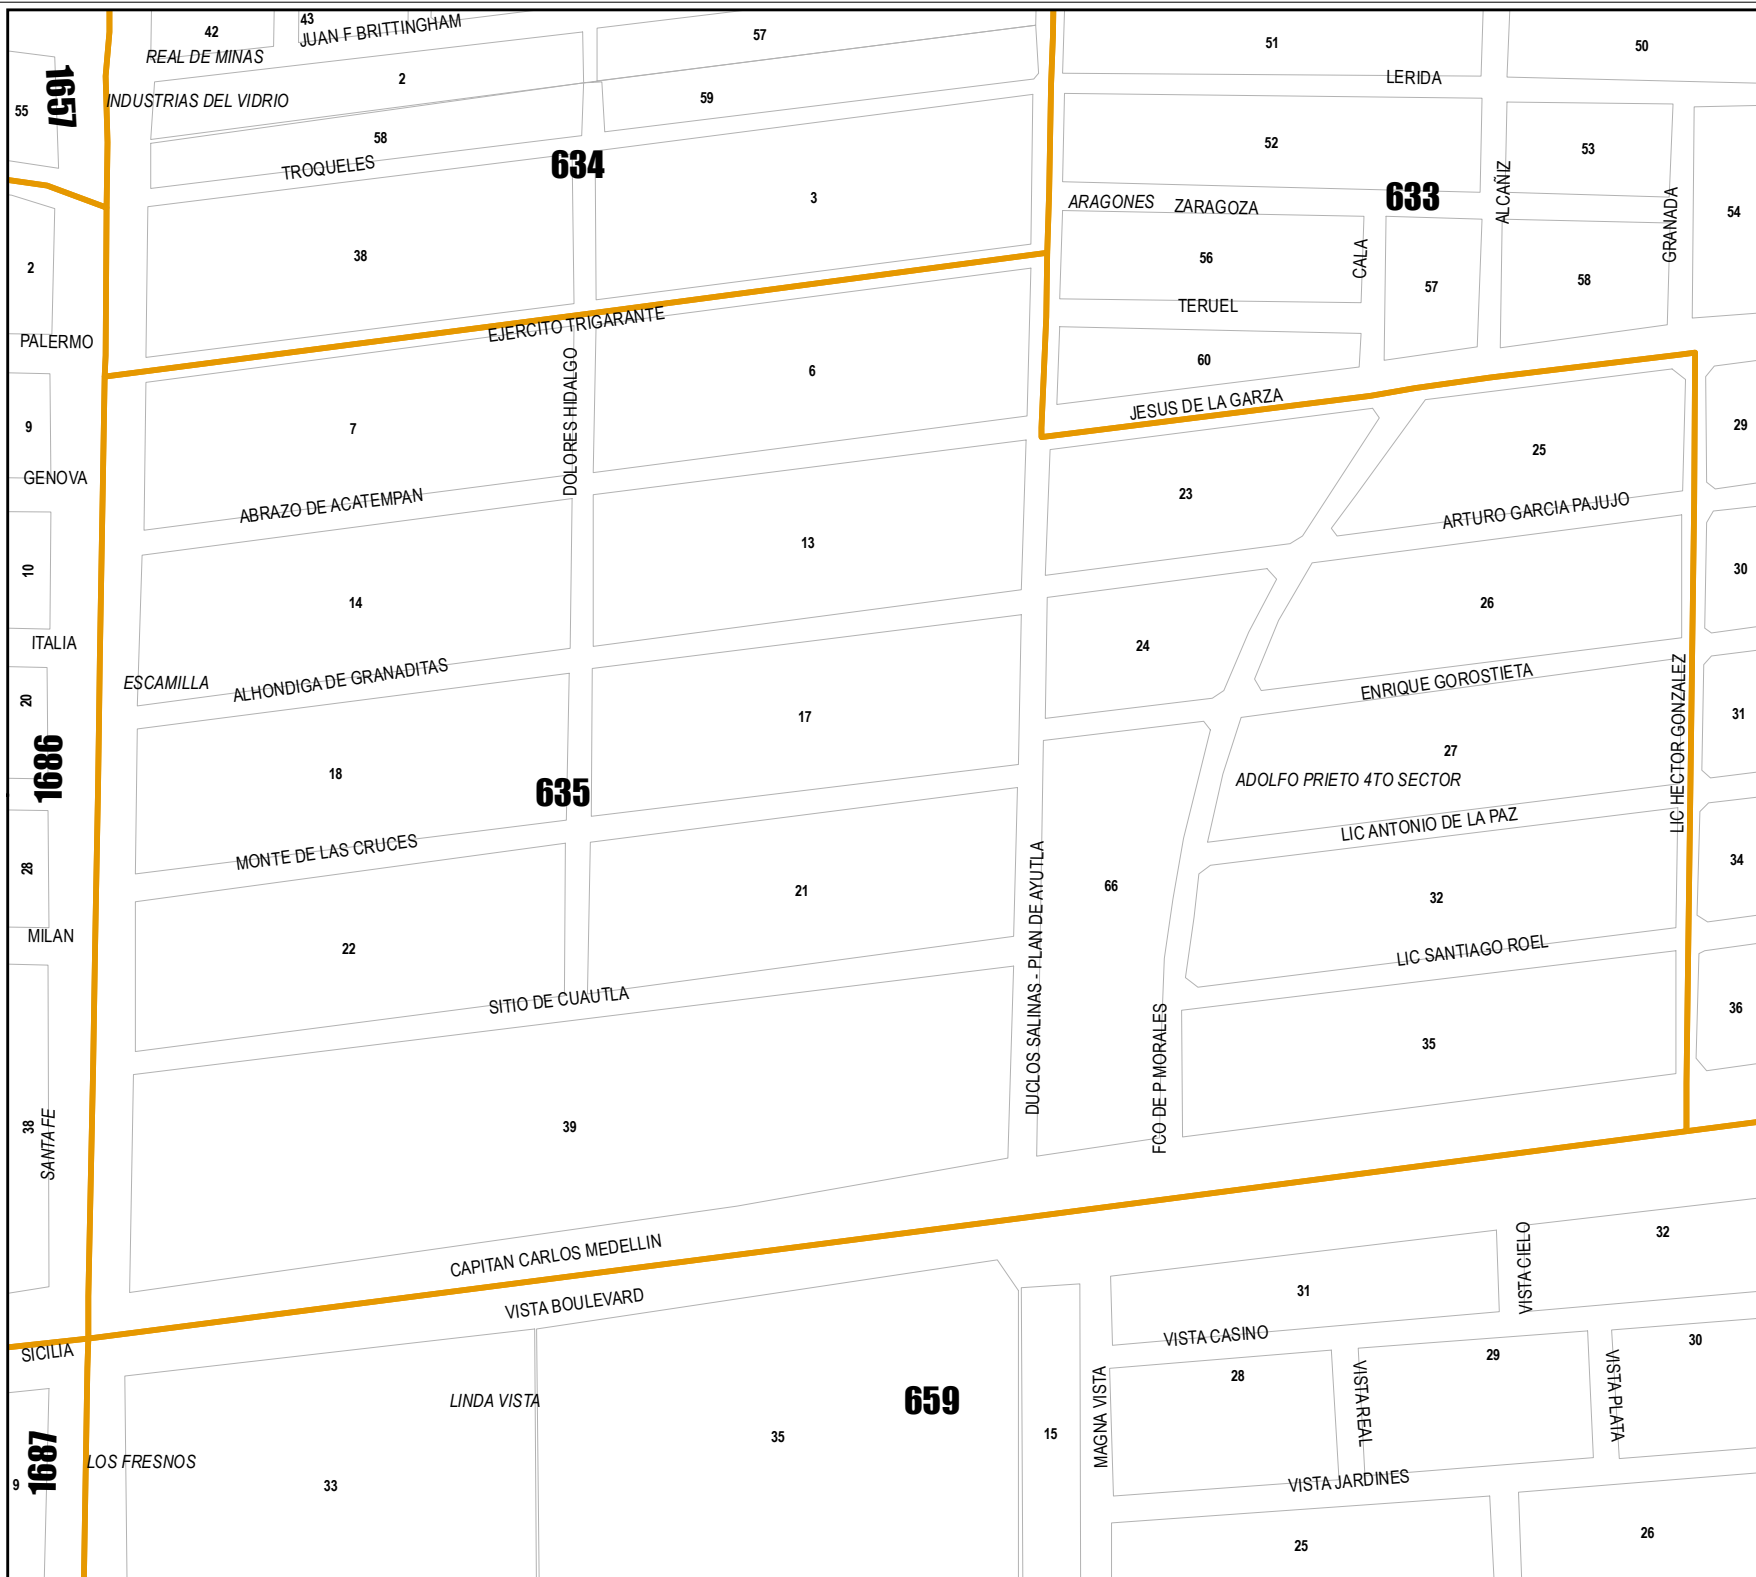 42
43
JUAN F BRITTINGHAM
57
51
50
REAL DE MINAS
2
LERIDA
1657
INDUSTRIAS DEL VIDRIO
59
55
58
52
53
TROQUELES
634
3
633
ALCAÑIZ
ARAGONES
ZARAGOZA
GRANADA
54
2
38
56
CALA
57
58
TERUEL
EJERCITO TRIGARANTE
PALERMO
60
6
DOLORES HIDALGO
JESUS DE LA GARZA
9
7
29
25
GENOVA
23
ABRAZO DE ACATEMPAN
ARTURO GARCIA PAJUJO
13
10
30
14
26
ITALIA
24
ESCAMILLA
ALHONDIGA DE GRANADITAS
ENRIQUE GOROSTIETA
20
17
31
LIC HECTOR GONZALEZ
1686
18
635
27
ADOLFO PRIETO 4TO SECTOR
MONTE DE LAS CRUCES
LIC ANTONIO DE LA PAZ
28
34
21
66
32
MILAN
22
DUCLOS SALINAS - PLAN DE AYUTLA
LIC SANTIAGO ROEL
SITIO DE CUAUTLA
36
35
FCO DE P MORALES
38
SANTA FE
39
CAPITAN CARLOS MEDELLIN
VISTA CIELO
32
31
VISTA BOULEVARD
VISTA CASINO
SICILIA
30
29
28
VISTA REAL
VISTA PLATA
LINDA VISTA
659
MAGNA VISTA
15
35
1687
LOS FRESNOS
9
33
VISTA JARDINES
25
26